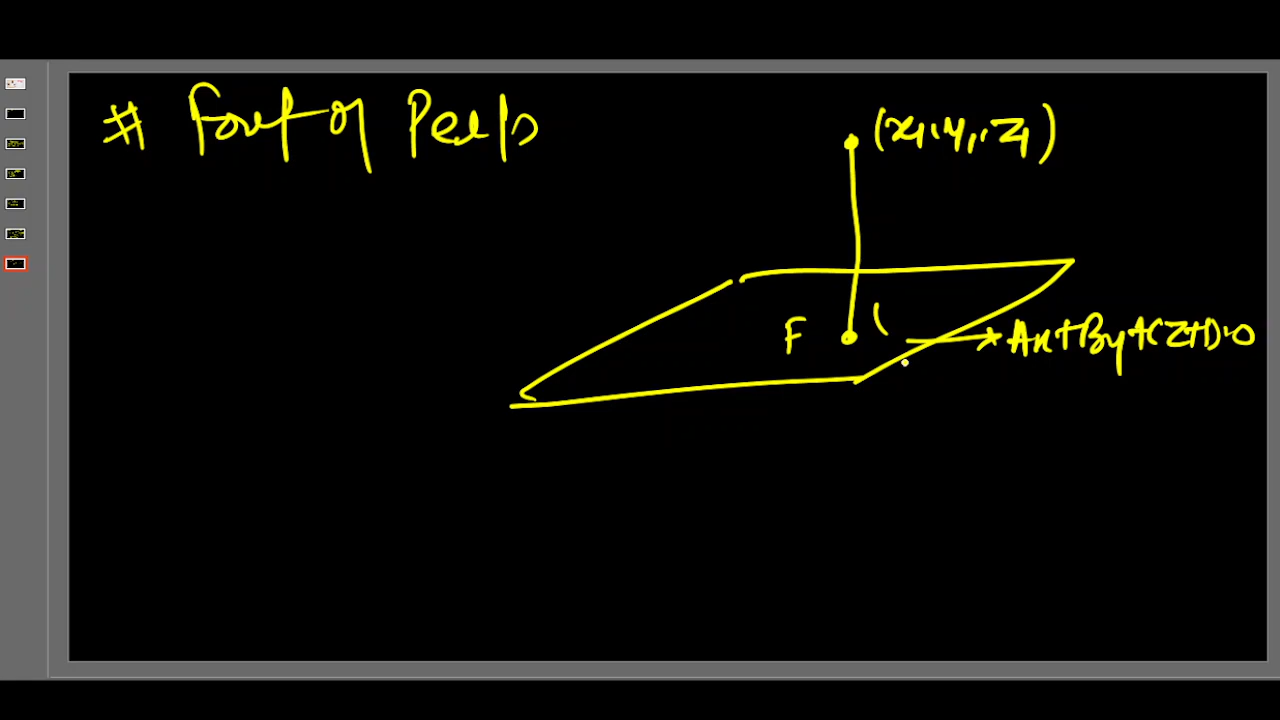 # Foot of Perp
(x₁, y₁, z₁)
F (
Ax+By+Cz+D=0